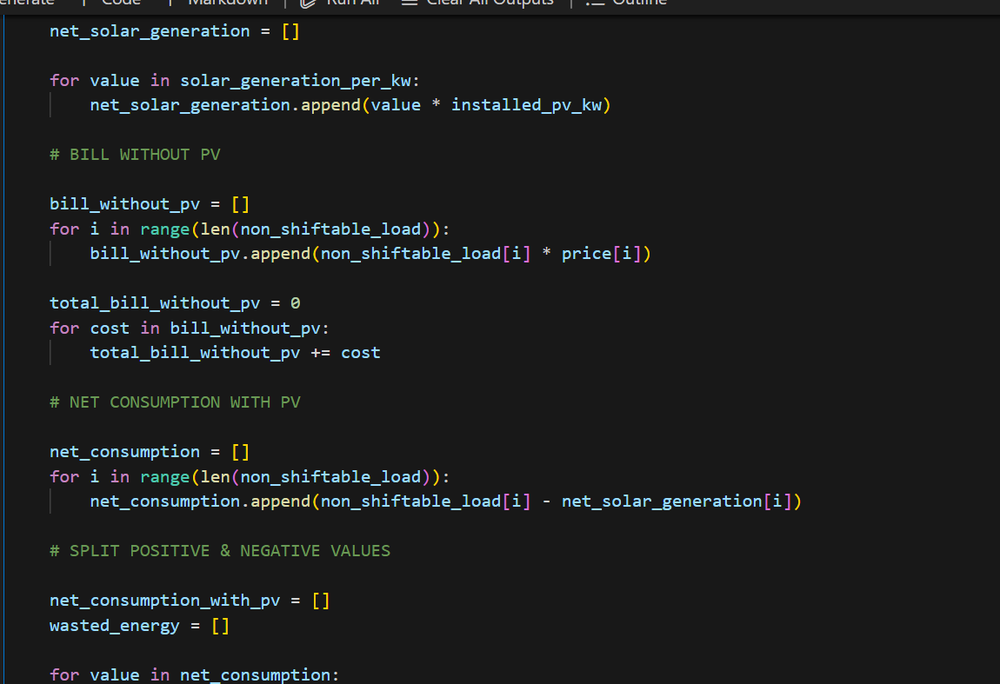 Code Markdown | Run All Clear All Outputs | Outline
net_solar_generation = []
for value in solar_generation_per_kw:
net_solar_generation.append(value * installed_pv_kw)
# BILL WITHOUT PV
bill_without_pv = []
for i in range(len(non_shiftable_load)):
bill_without_pv.append(non_shiftable_load[i] * price[i])
total_bill_without_pv = 0
for cost in bill_without_pv:
total_bill_without_pv += cost
# NET CONSUMPTION WITH PV
net_consumption = []
for i in range(len(non_shiftable_load)):
net_consumption.append(non_shiftable_load[i] - net_solar_generation[i])
# SPLIT POSITIVE & NEGATIVE VALUES
net_consumption_with_pv = []
wasted_energy = []
for value in net_consumption: